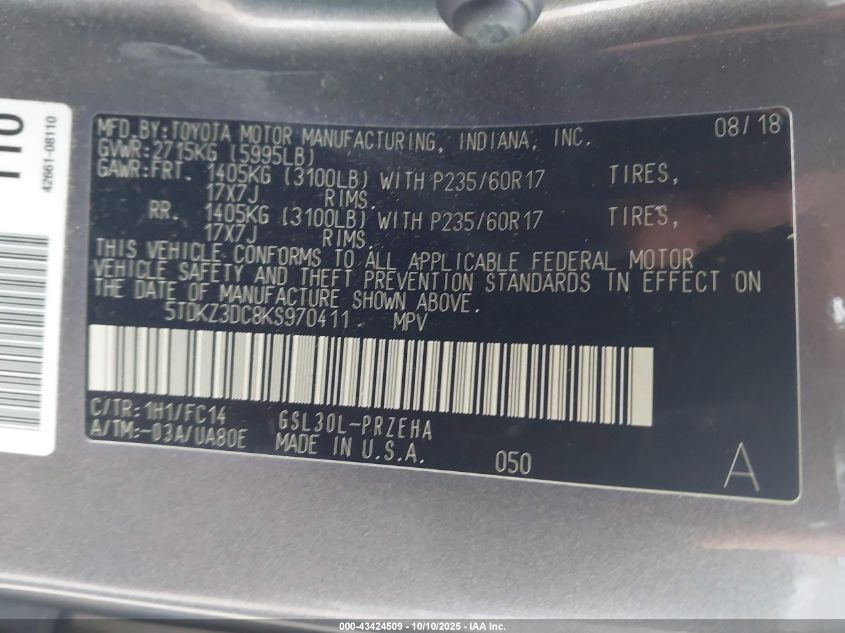 110
42661-08110
MFD.BY:TOYOTA MOTOR MANUFACTURING, INDIANA, INC. 08/18
GVWR:2715KG (5995LB)
GAWR:FRT. 1405KG (3100LB) WITH P235/60R17 TIRES,
17X7J RIMS.
RR. 1405KG (3100LB) WITH P235/60R17 TIRES,
17X7J RIMS.
THIS VEHICLE CONFORMS TO ALL APPLICABLE FEDERAL MOTOR
VEHICLE SAFETY AND THEFT PREVENTION STANDARDS IN EFFECT ON
THE DATE OF MANUFACTURE SHOWN ABOVE.
5TDKZ3DC8KS970411 MPV
C/TR:1H1/FC14 GSL30L-PRZEHA
A/TM:-03A/UA80E MADE IN U.S.A. 050 A
000-43424509 - 10/10/2025 - IAA Inc.